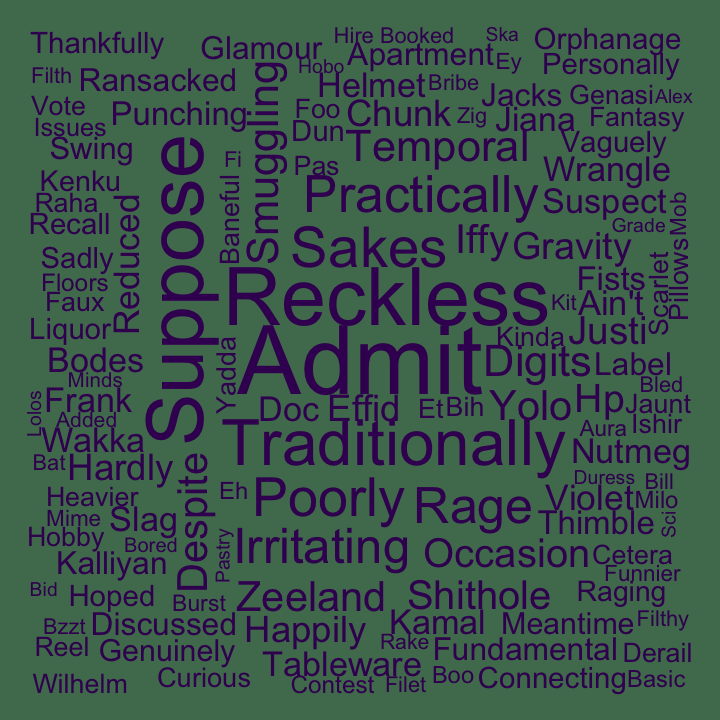 Thankfully
Glamour
Hire
Booked
Ska
Orphanage
Filth
Ransacked
Hobo
Apartment
Ey
Personally
Vote
Punching
Smuggling
Helmet
Bribe
Jacks
Genasi
Alex
Issues
Foo
Chunk
Zig
Jiana
Fantasy
Swing
Suppose
Fi
Dun
Temporal
Vaguely
Kenku
Baneful
Pas
Practically
Wrangle
Raha
Reduced
Suspect
Mob
Recall
Sakes
Iffy
Gravity
Grade
Sadly
Reckless
Fists
Scarlet
Pillows
Floors
Kit
Ain't
Faux
Admit
Kinda
Justi
Liquor
Yadda
Digits
Label
Bodes
Minds
Doc
Effjd
Et
Bih
Yolo
Hp
Bled
Frank
Jaunt
Lolos
Added
Traditionally
Aura
Ishir
Wakka
Nutmeg
Bat
Hardly
Despite
Eh
Poorly
Rage
Duress
Bill
Heavier
Violet
Milo
Mime
Slag
Thimble
Sci
Hobby
Bored
Pastry
Irritating
Occasion
Cetera
Kalliyan
Funnier
Bid
Hoped
Burst
Zeeland
Shithole
Raging
Bzzt
Discussed
Happily
Kamal
Meantime
Filthy
Reel
Genuinely
Rake
Fundamental
Derail
Tableware
Wilhelm
Curious
Contest
Filet
Boo
Connecting
Basic